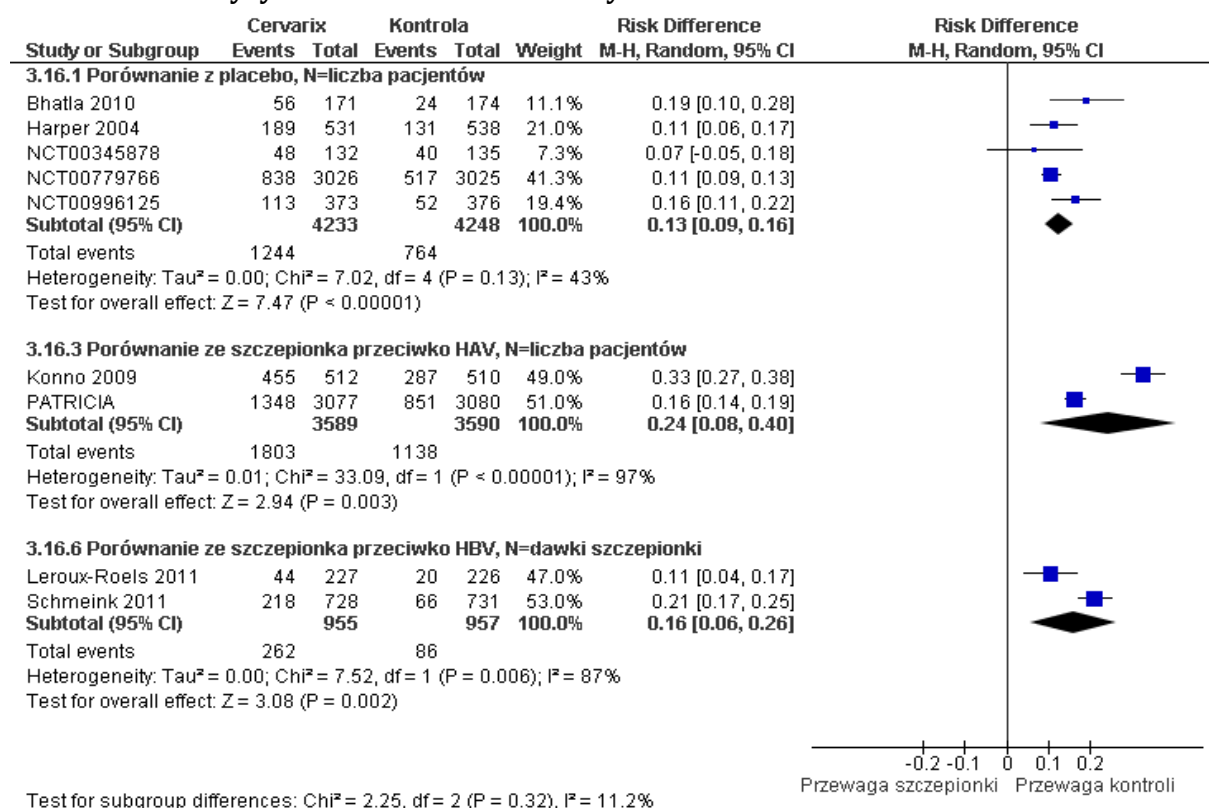 Cervarix Kontrola Risk Difference Risk Difference
Study or Subgroup Events Total Events Total Weight M-H, Random, 95% CI M-H, Random, 95% CI
3.16.1 Porównanie z placebo, N=liczba pacjentów
Bhatla 2010 56 171 24 174 11.1% 0.19 [0.10, 0.28]
Harper 2004 189 531 131 538 21.0% 0.11 [0.06, 0.17]
NCT00345878 48 132 40 135 7.3% 0.07 [-0.05, 0.18]
NCT00779766 838 3026 517 3025 41.3% 0.11 [0.09, 0.13]
NCT00996125 113 373 52 376 19.4% 0.16 [0.11, 0.22]
Subtotal (95% CI) 4233 4248 100.0% 0.13 [0.09, 0.16]
Total events 1244 764
Heterogeneity: Tau² = 0.00; Chi² = 7.02, df = 4 (P = 0.13); I² = 43%
Test for overall effect: Z = 7.47 (P < 0.00001)
3.16.3 Porównanie ze szczepionka przeciwko HAV, N=liczba pacjentów
Konno 2009 455 512 287 510 49.0% 0.33 [0.27, 0.38]
PATRICIA 1348 3077 851 3080 51.0% 0.16 [0.14, 0.19]
Subtotal (95% CI) 3589 3590 100.0% 0.24 [0.08, 0.40]
Total events 1803 1138
Heterogeneity: Tau² = 0.01; Chi² = 33.09, df = 1 (P < 0.00001); I² = 97%
Test for overall effect: Z = 2.94 (P = 0.003)
3.16.6 Porównanie ze szczepionka przeciwko HBV, N=dawki szczepionki
Leroux-Roels 2011 44 227 20 226 47.0% 0.11 [0.04, 0.17]
Schmeink 2011 218 728 66 731 53.0% 0.21 [0.17, 0.25]
Subtotal (95% CI) 955 957 100.0% 0.16 [0.06, 0.26]
Total events 262 86
Heterogeneity: Tau² = 0.00; Chi² = 7.52, df = 1 (P = 0.006); I² = 87%
Test for overall effect: Z = 3.08 (P = 0.002)
-0.2 -0.1 0 0.1 0.2
Przewaga szczepionki Przewaga kontroli
Test for subgroup differences: Chi² = 2.25, df = 2 (P = 0.32), I² = 11.2%